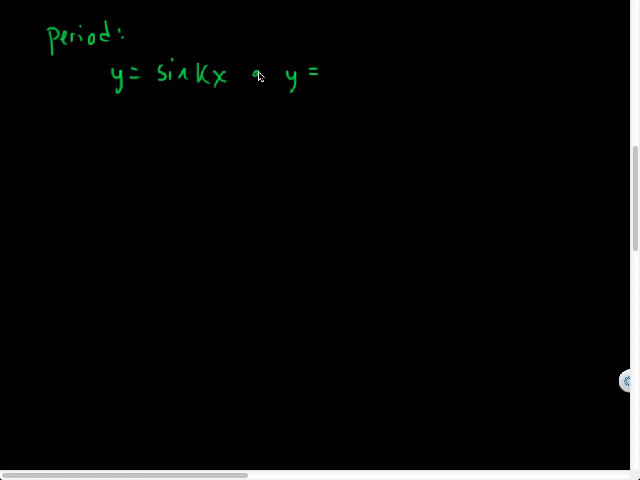 period:
y = sin kx o y =